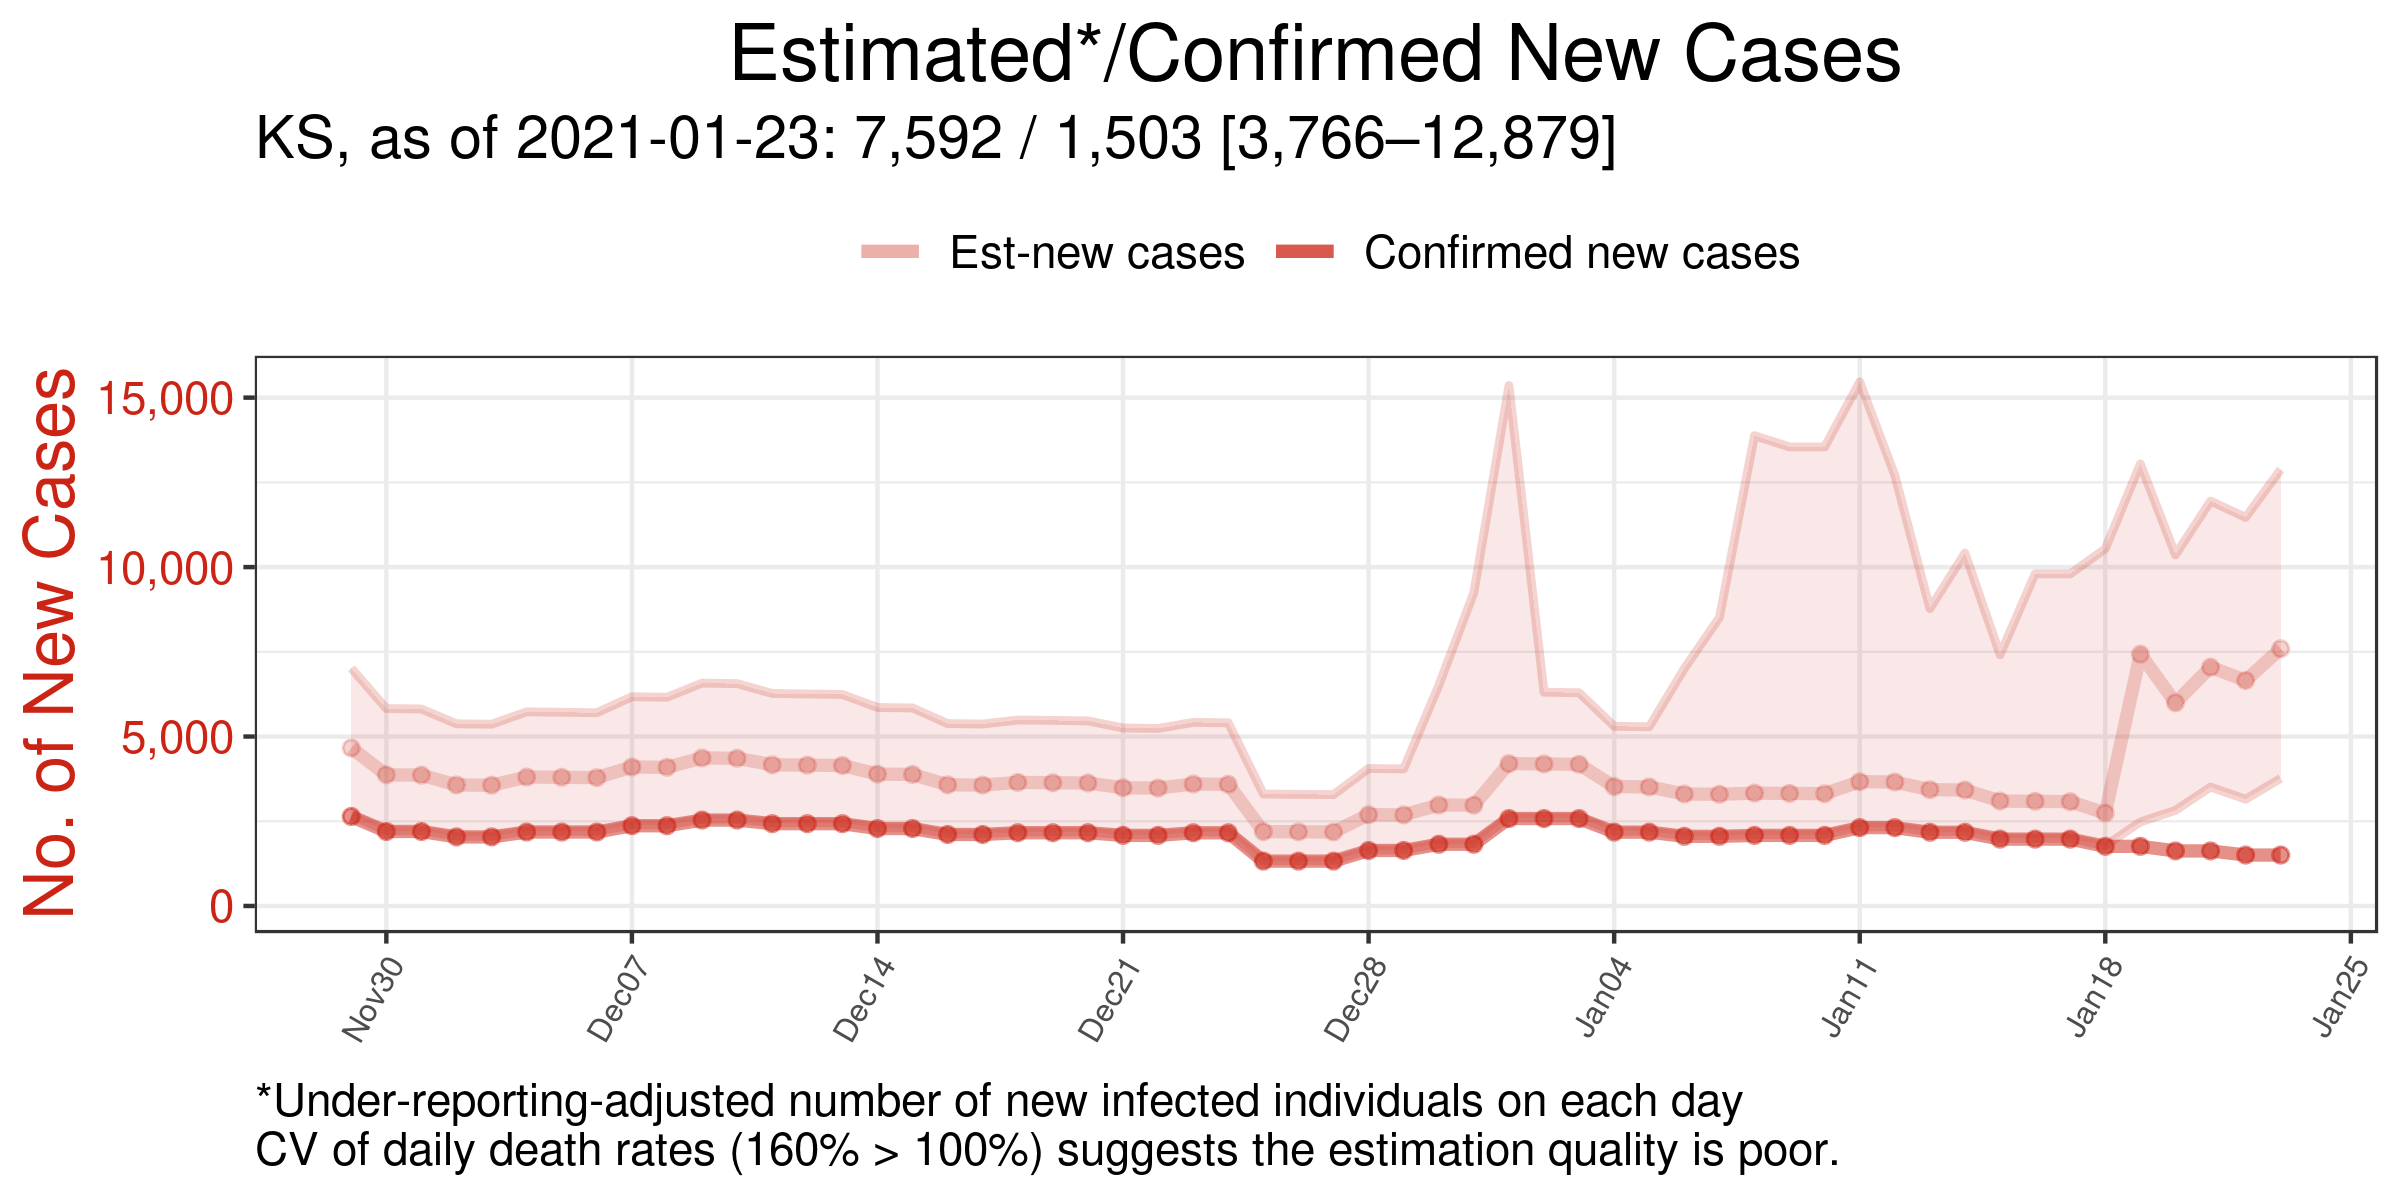 Estimated*/Confirmed New Cases
KS, as of 2021-01-23: 7,592 / 1,503 [3,766–12,879]
Est-new cases
Confirmed new cases
No. of New Cases
15,000
10,000
5,000
0
Nov30
Dec07
Dec14
Dec21
Dec28
Jan04
Jan11
Jan18
Jan25
*Under-reporting-adjusted number of new infected individuals on each day
CV of daily death rates (160% > 100%) suggests the estimation quality is poor.